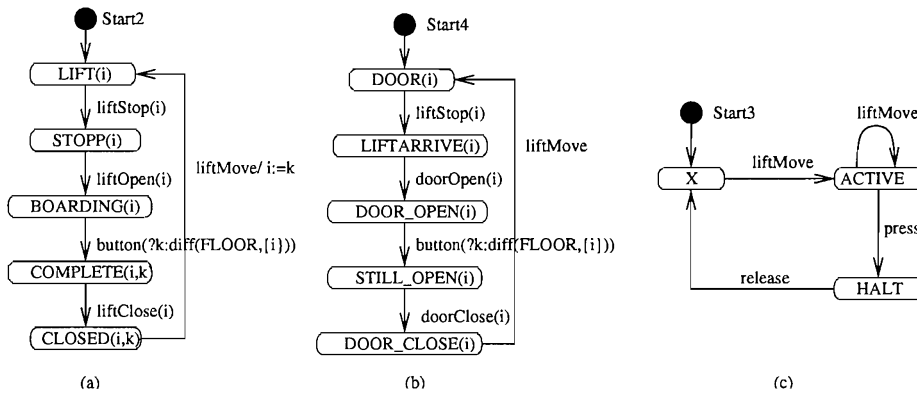 Start2
LIFT(i)
liftStop(i)
STOPP(i)
liftOpen(i)
BOARDING(i)
button(?k:diff(FLOOR,{i}))
COMPLETE(i,k
liftClose(i)
CLOSED(i,k)
liftMove/ i:=k
(a)
Start4
DOOR(i)
liftStop(i)
LIFTARRIVE(i)
doorOpen(i)
DOOR_OPEN(i)
button(?k:diff(FLOOR,{i}))
STILL_OPEN(i)
doorClose(i)
DOOR_CLOSE(i)
liftMove
(b)
Start3
X
liftMove
liftMove
ACTIVE
press
HALT
release
(c)